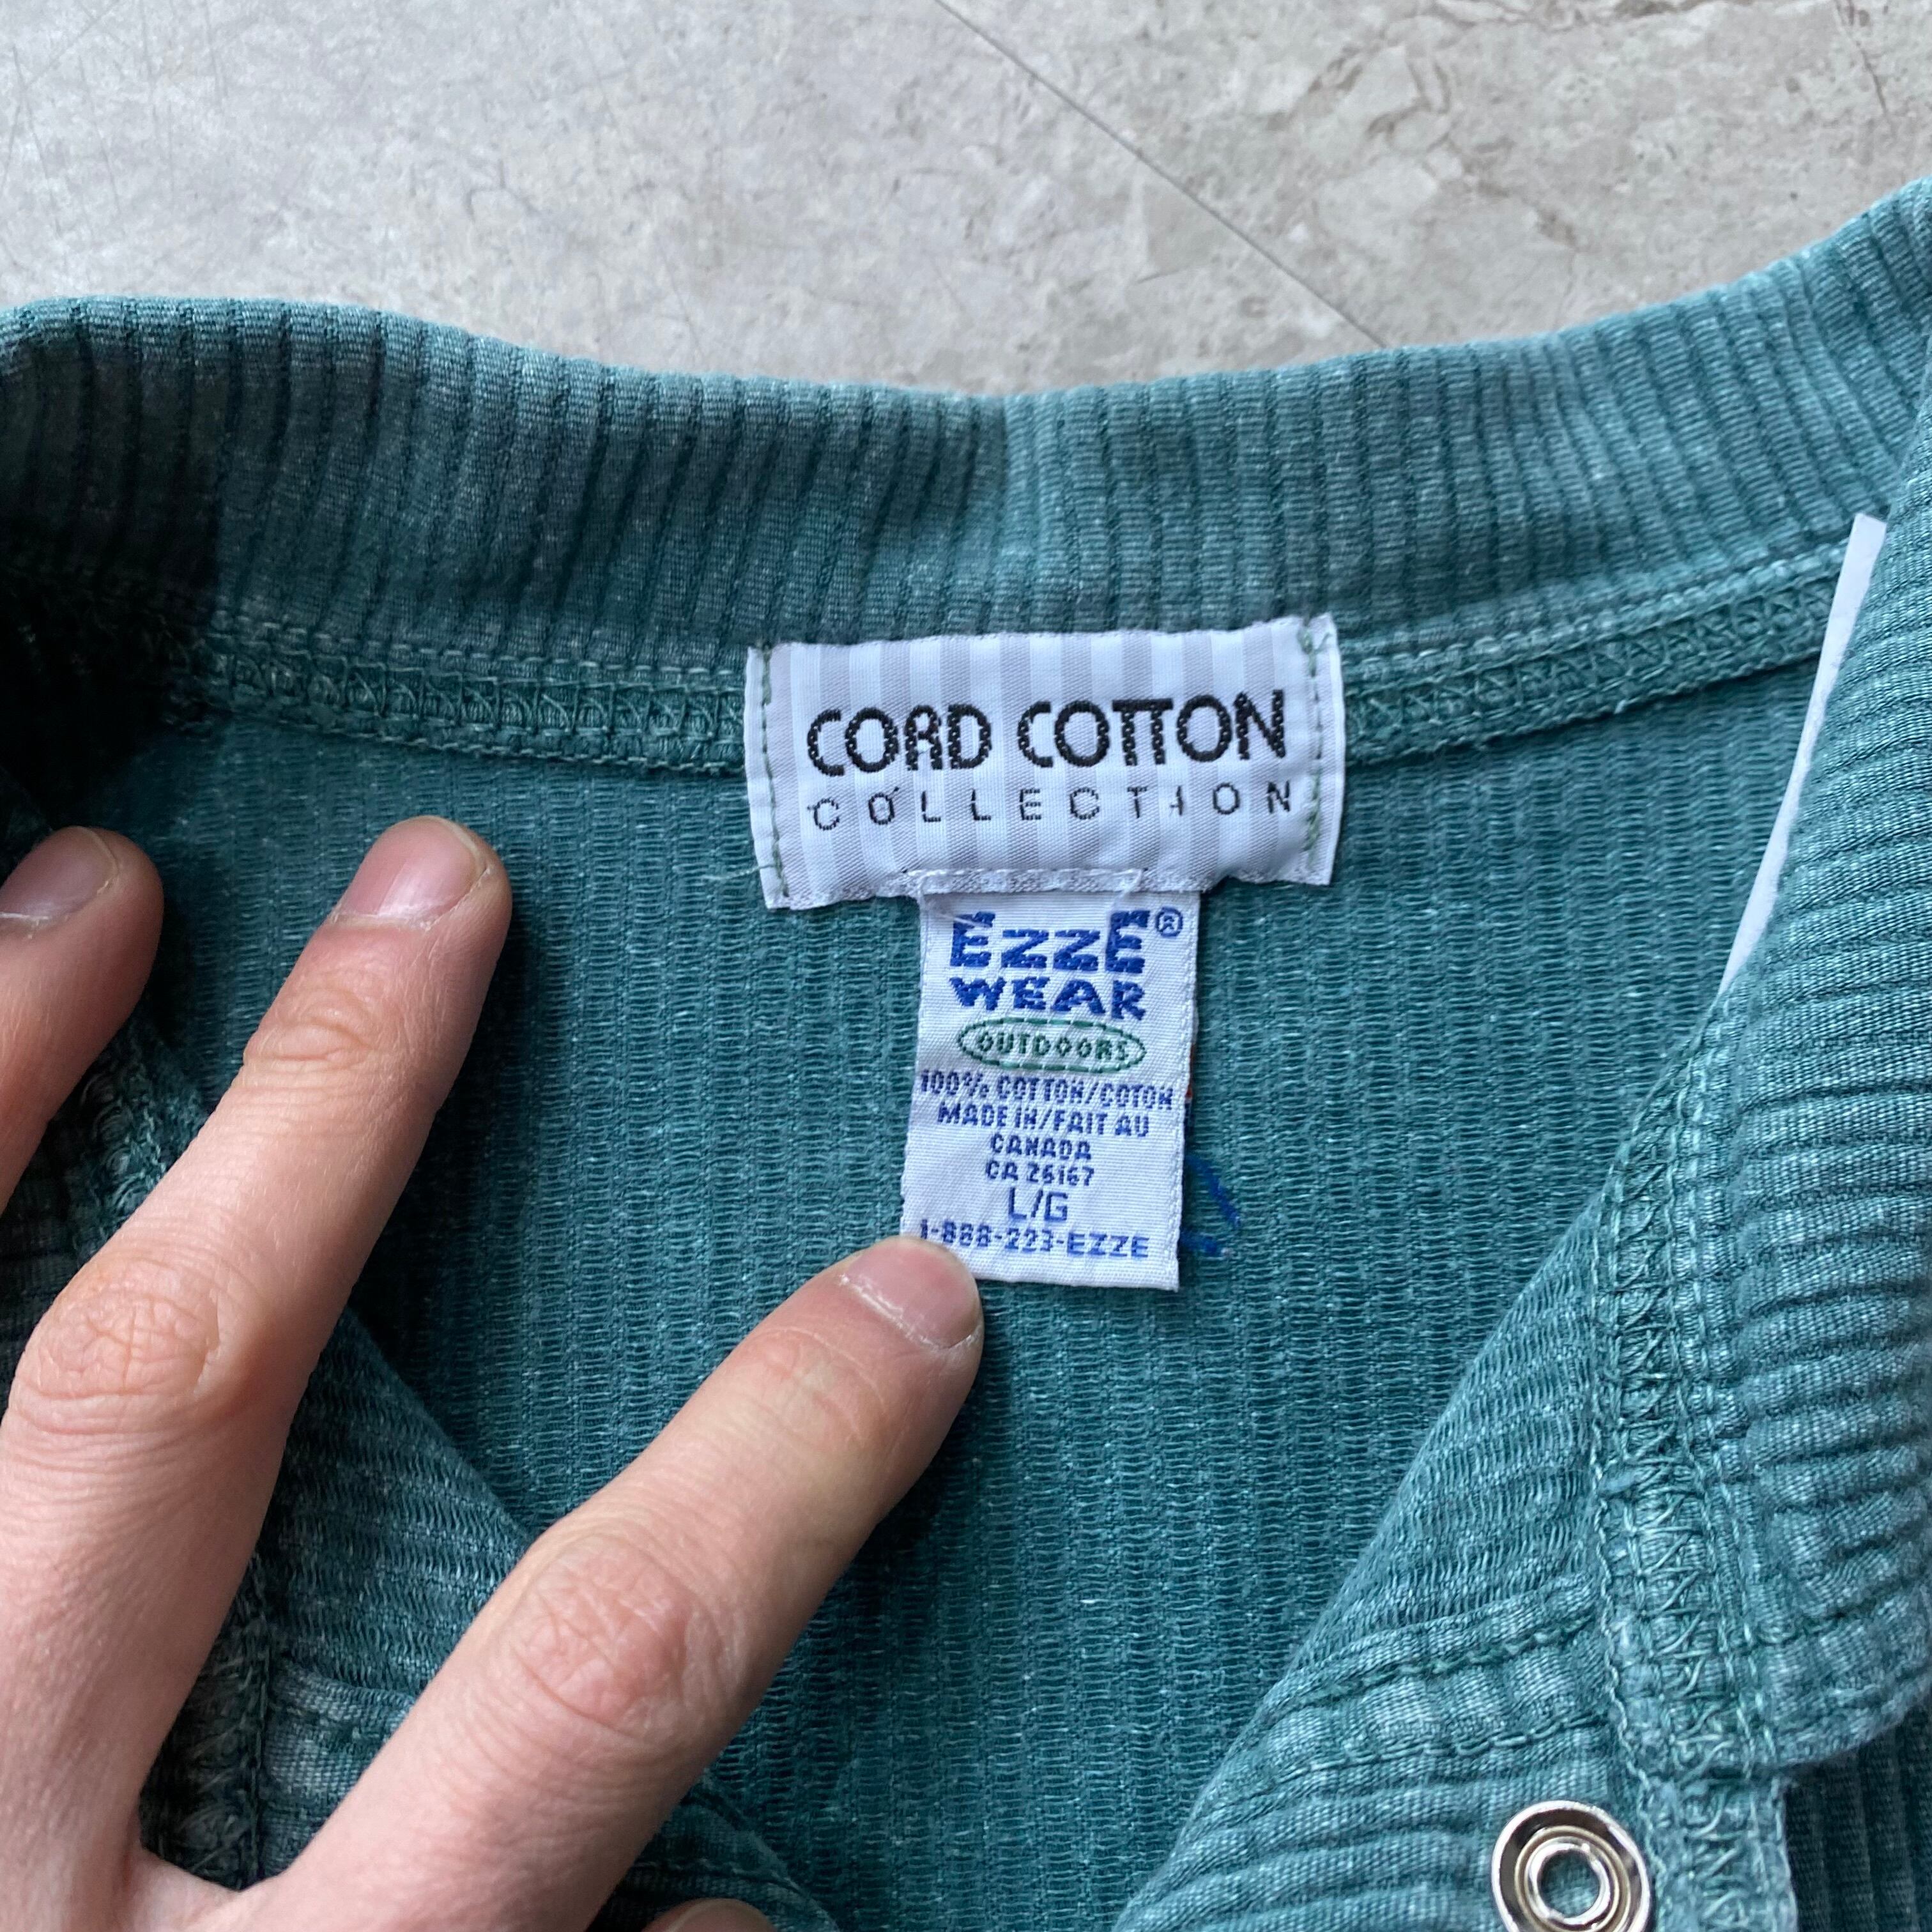 CORD COTTON
COLLECTION
EZZE®
WEAR
OUTDOORS
100% COTTON/COTON
MADE IN/FAIT AU
CANADA
CA 25167
L/G
1-888-223-EZZE